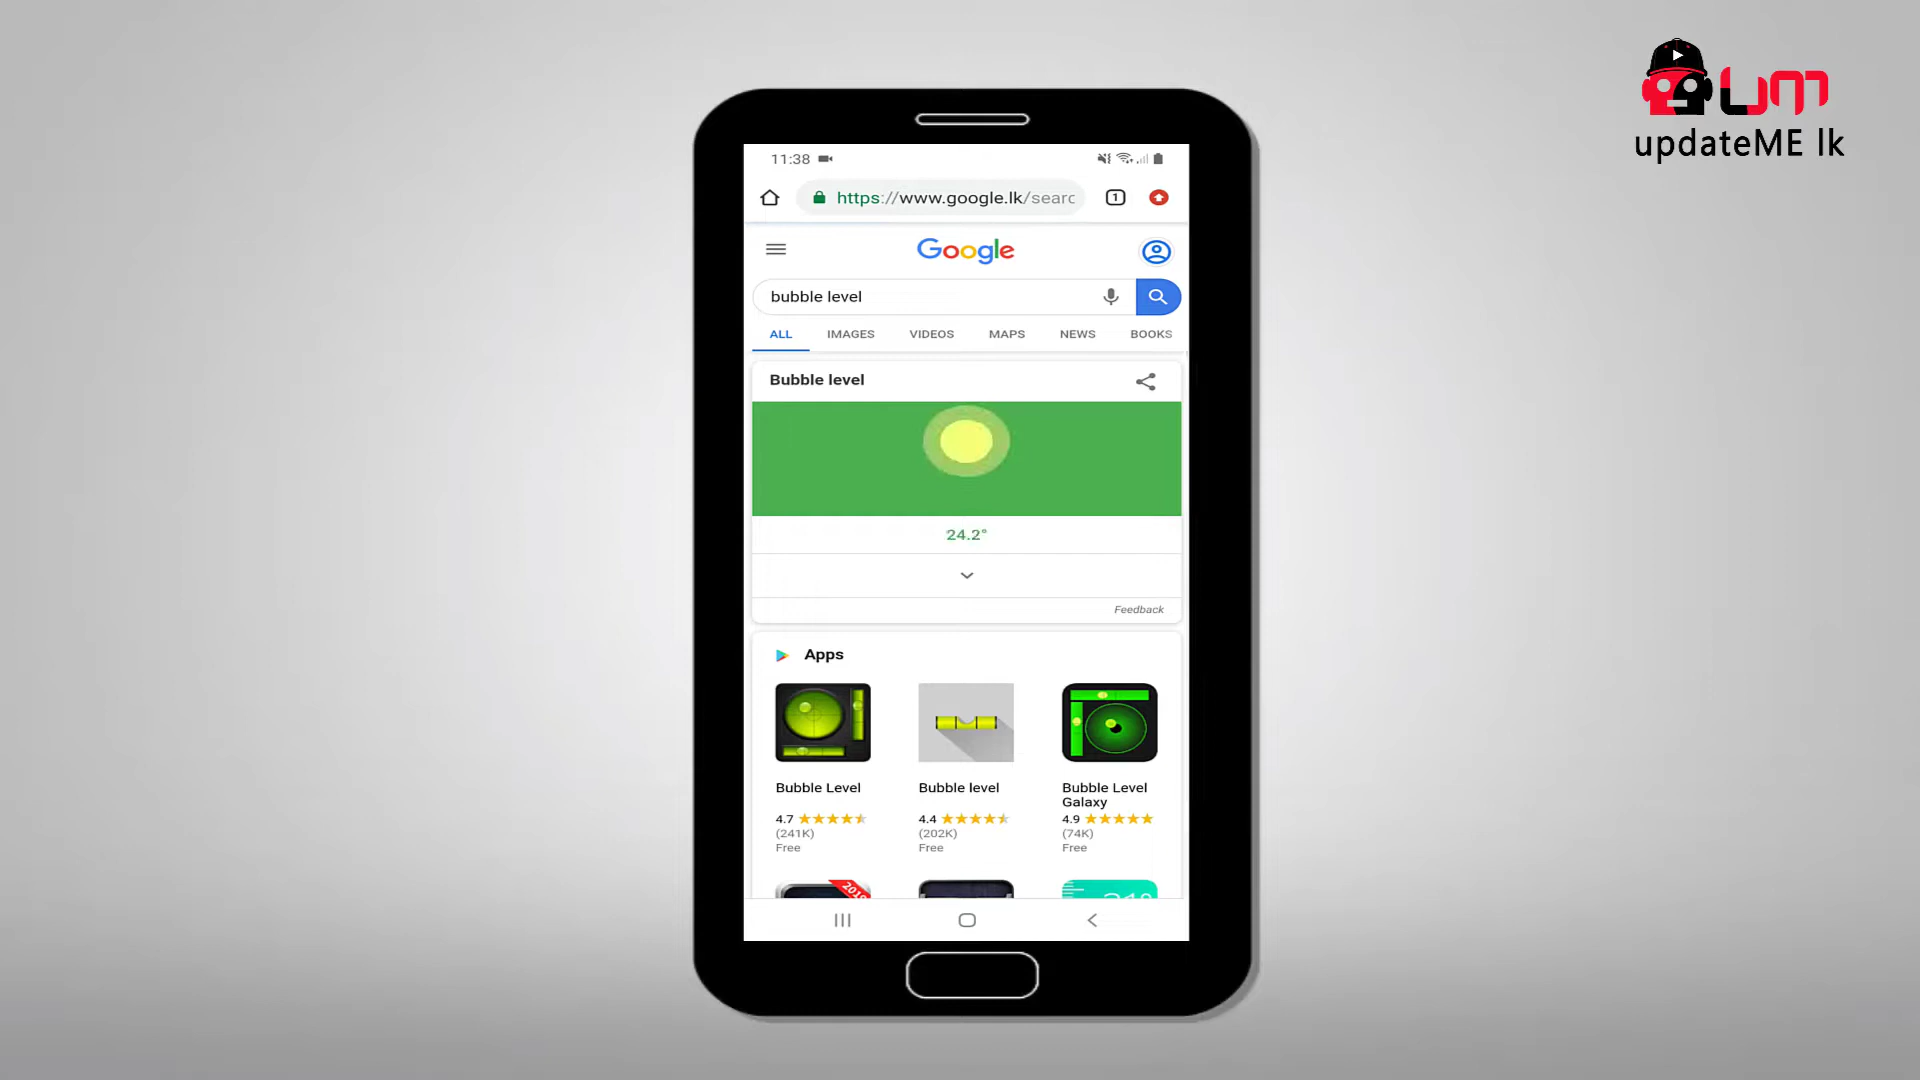 UM
updateME lk
11:38
https://www.google.lk/searc
1
Google
bubble level
ALL IMAGES VIDEOS MAPS NEWS BOOKS
Bubble level
24.2°
Feedback
Apps
Bubble Level
4.7
(241K)
Free
Bubble level
4.4
(202K)
Free
Bubble Level
Galaxy
4.9
(74K)
Free
2019